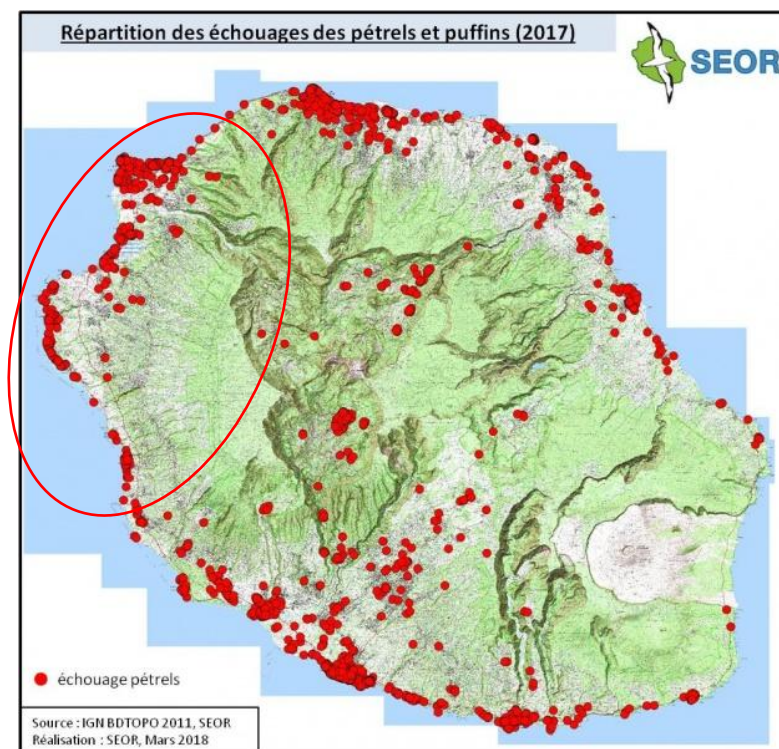 Répartition des échouages des pétrels et puffins (2017)
SEOR
échouage pétrels
Source : IGN BDTOPO 2011, SEOR
Réalisation : SEOR, Mars 2018